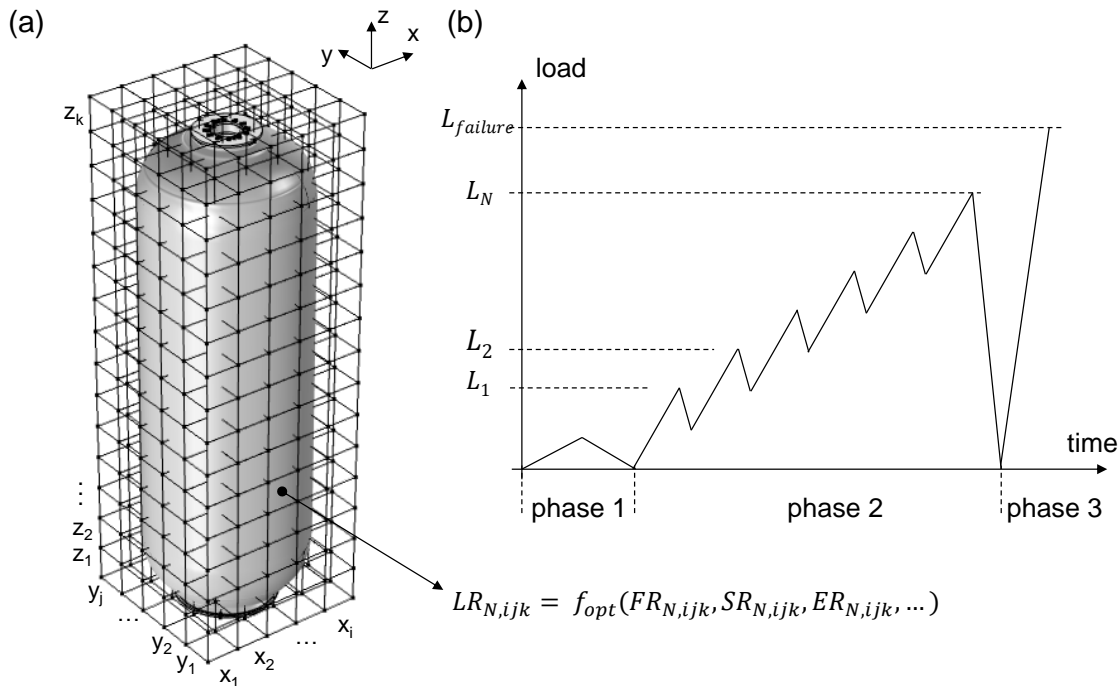 (a)
z
x
y
z_k
⋮
z_2
z_1
y_j
...
y_2
y_1
x_1
x_2
...
x_i
(b)
load
L_failure
L_N
L_2
L_1
time
phase 1
phase 2
phase 3
LR_N,ijk = f_opt(FR_N,ijk, SR_N,ijk, ER_N,ijk, …)